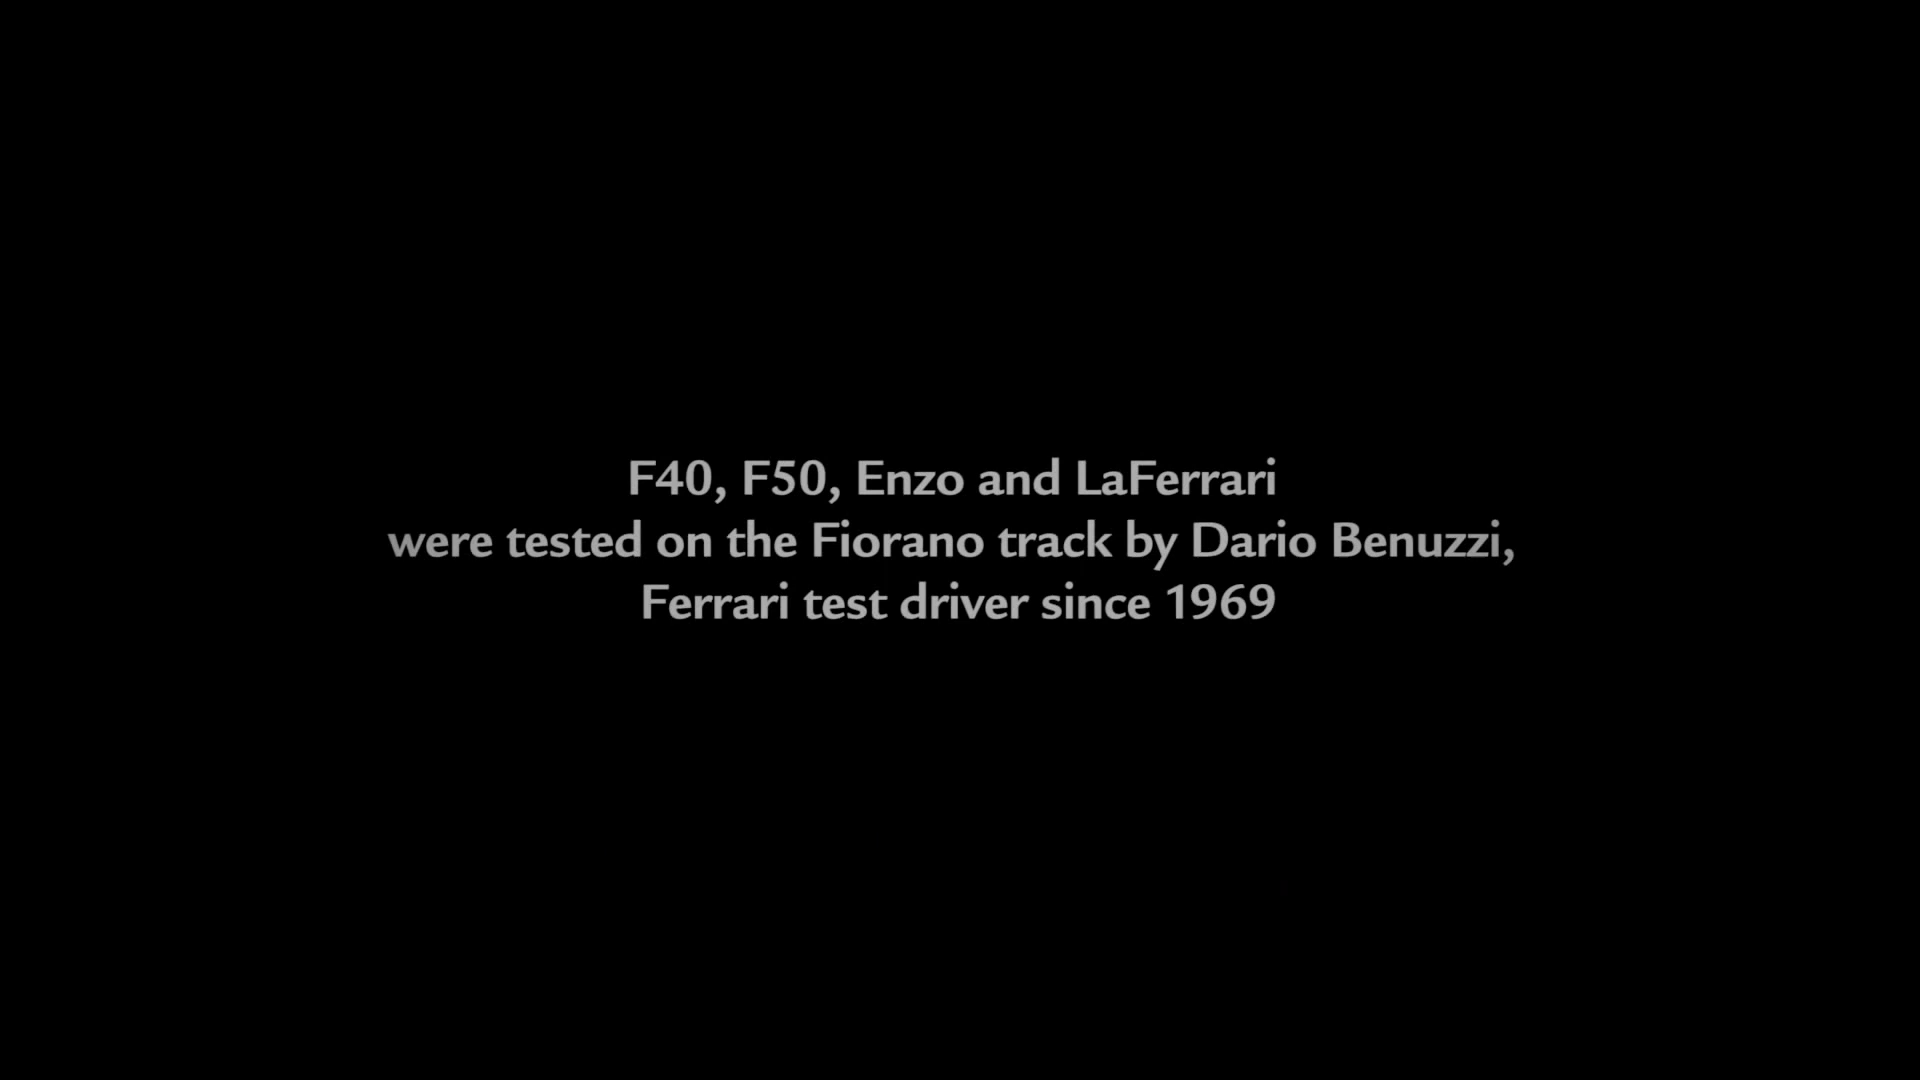 F40, F50, Enzo and LaFerrari
were tested on the Fiorano track by Dario Benuzzi,
Ferrari test driver since 1969